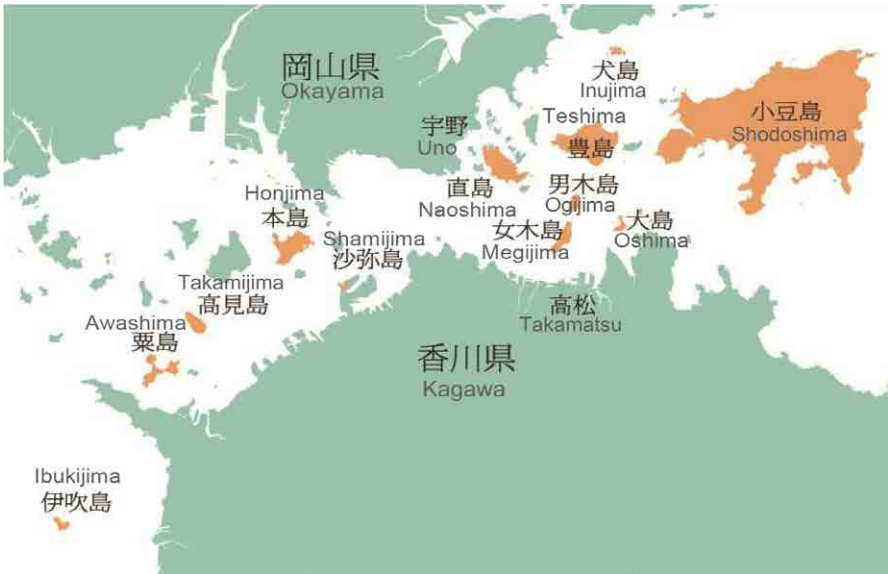 岡山県
Okayama
犬島
Inujima
Teshima
豊島
小豆島
Shodoshima
宇野
Uno
直島
Naoshima
男木島
Ogijima
女木島
Megijima
大島
Oshima
Honjima
本島
Shamijima
沙弥島
Takamijima
高見島
Awashima
粟島
高松
Takamatsu
香川県
Kagawa
Ibukijima
伊吹島